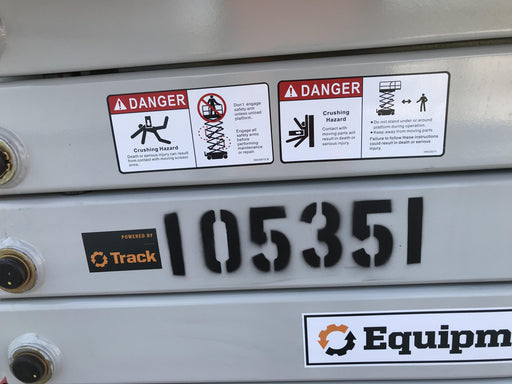 DANGER
Crushing Hazard
Death or serious injury can result
from contact with moving scissor
arms.
Don't engage
safety arm
unless unload
platform.
Engage all
safety arms
before
performing
maintenance
or repair.
DANGER
Crushing
Hazard
Contact with
moving parts will
result in death or
serious injury.
Do not stand under or around
platform during operation.
Keep away from moving parts.
Failure to follow these instructions
could result in death or serious
injury.
POWERED BY
Track
105351
Equipm